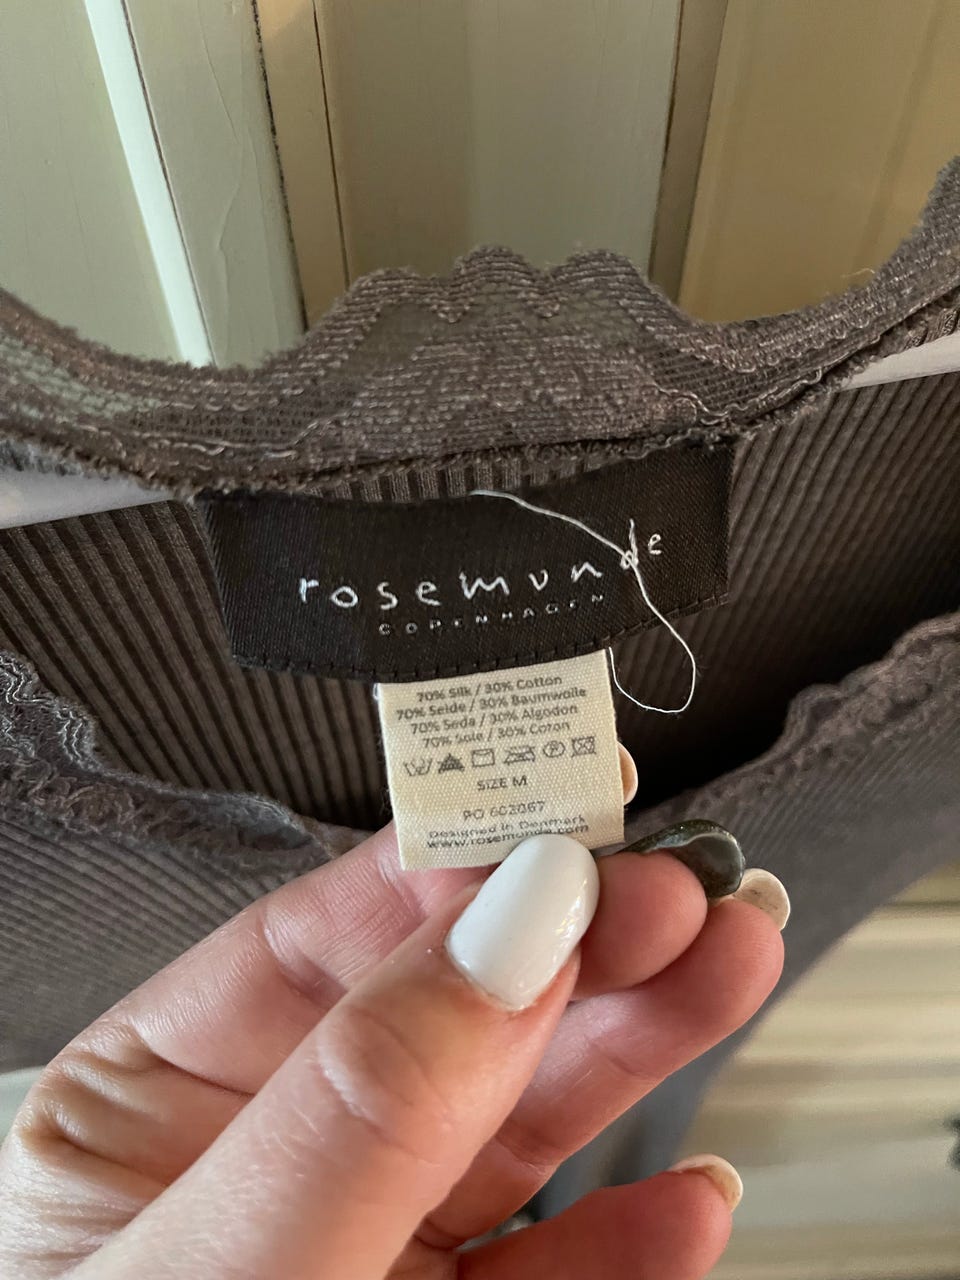 rosemunde
COPENHAGEN
70% Silk / 30% Cotton
70% Seide / 30% Baumwolle
70% Seda / 30% Algodon
70% Soie / 30% Coton
SIZE M
PO 602067
Designed in Denmark
www.rosemunde.com